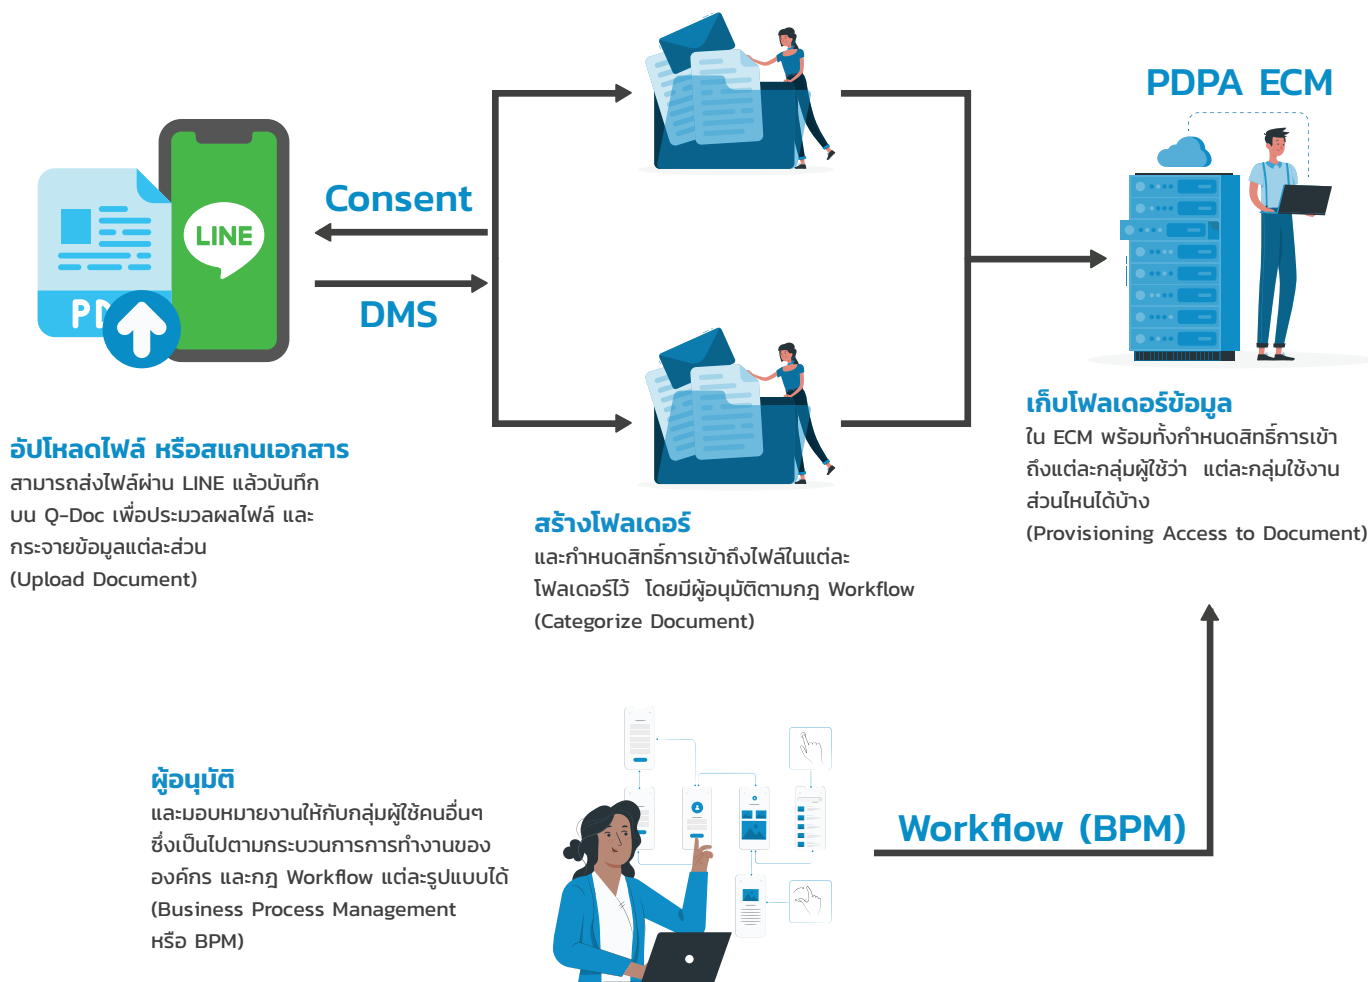 PDPA ECM
LINE
PD
Consent
DMS
อัปโหลดไฟล์ หรือสแกนเอกสาร
สามารถส่งไฟล์ผ่าน LINE แล้วบันทึก
บน Q-Doc เพื่อประมวลผลไฟล์ และ
กระจายข้อมูลแต่ละส่วน
(Upload Document)
สร้างโฟลเดอร์
และกำหนดสิทธิ์การเข้าถึงไฟล์ในแต่ละ
โฟลเดอร์ไว้ โดยมีผู้อนุมัติตามกฎ Workflow
(Categorize Document)
เก็บโฟลเดอร์ข้อมูล
ใน ECM พร้อมทั้งกำหนดสิทธิ์การเข้า
ถึงแต่ละกลุ่มผู้ใช้ว่า แต่ละกลุ่มใช้งาน
ส่วนไหนได้บ้าง
(Provisioning Access to Document)
ผู้อนุมัติ
และมอบหมายงานให้กับกลุ่มผู้ใช้คนอื่นๆ
ซึ่งเป็นไปตามกระบวนการการทำงานของ
องค์กร และกฎ Workflow แต่ละรูปแบบได้
(Business Process Management
หรือ BPM)
Workflow (BPM)